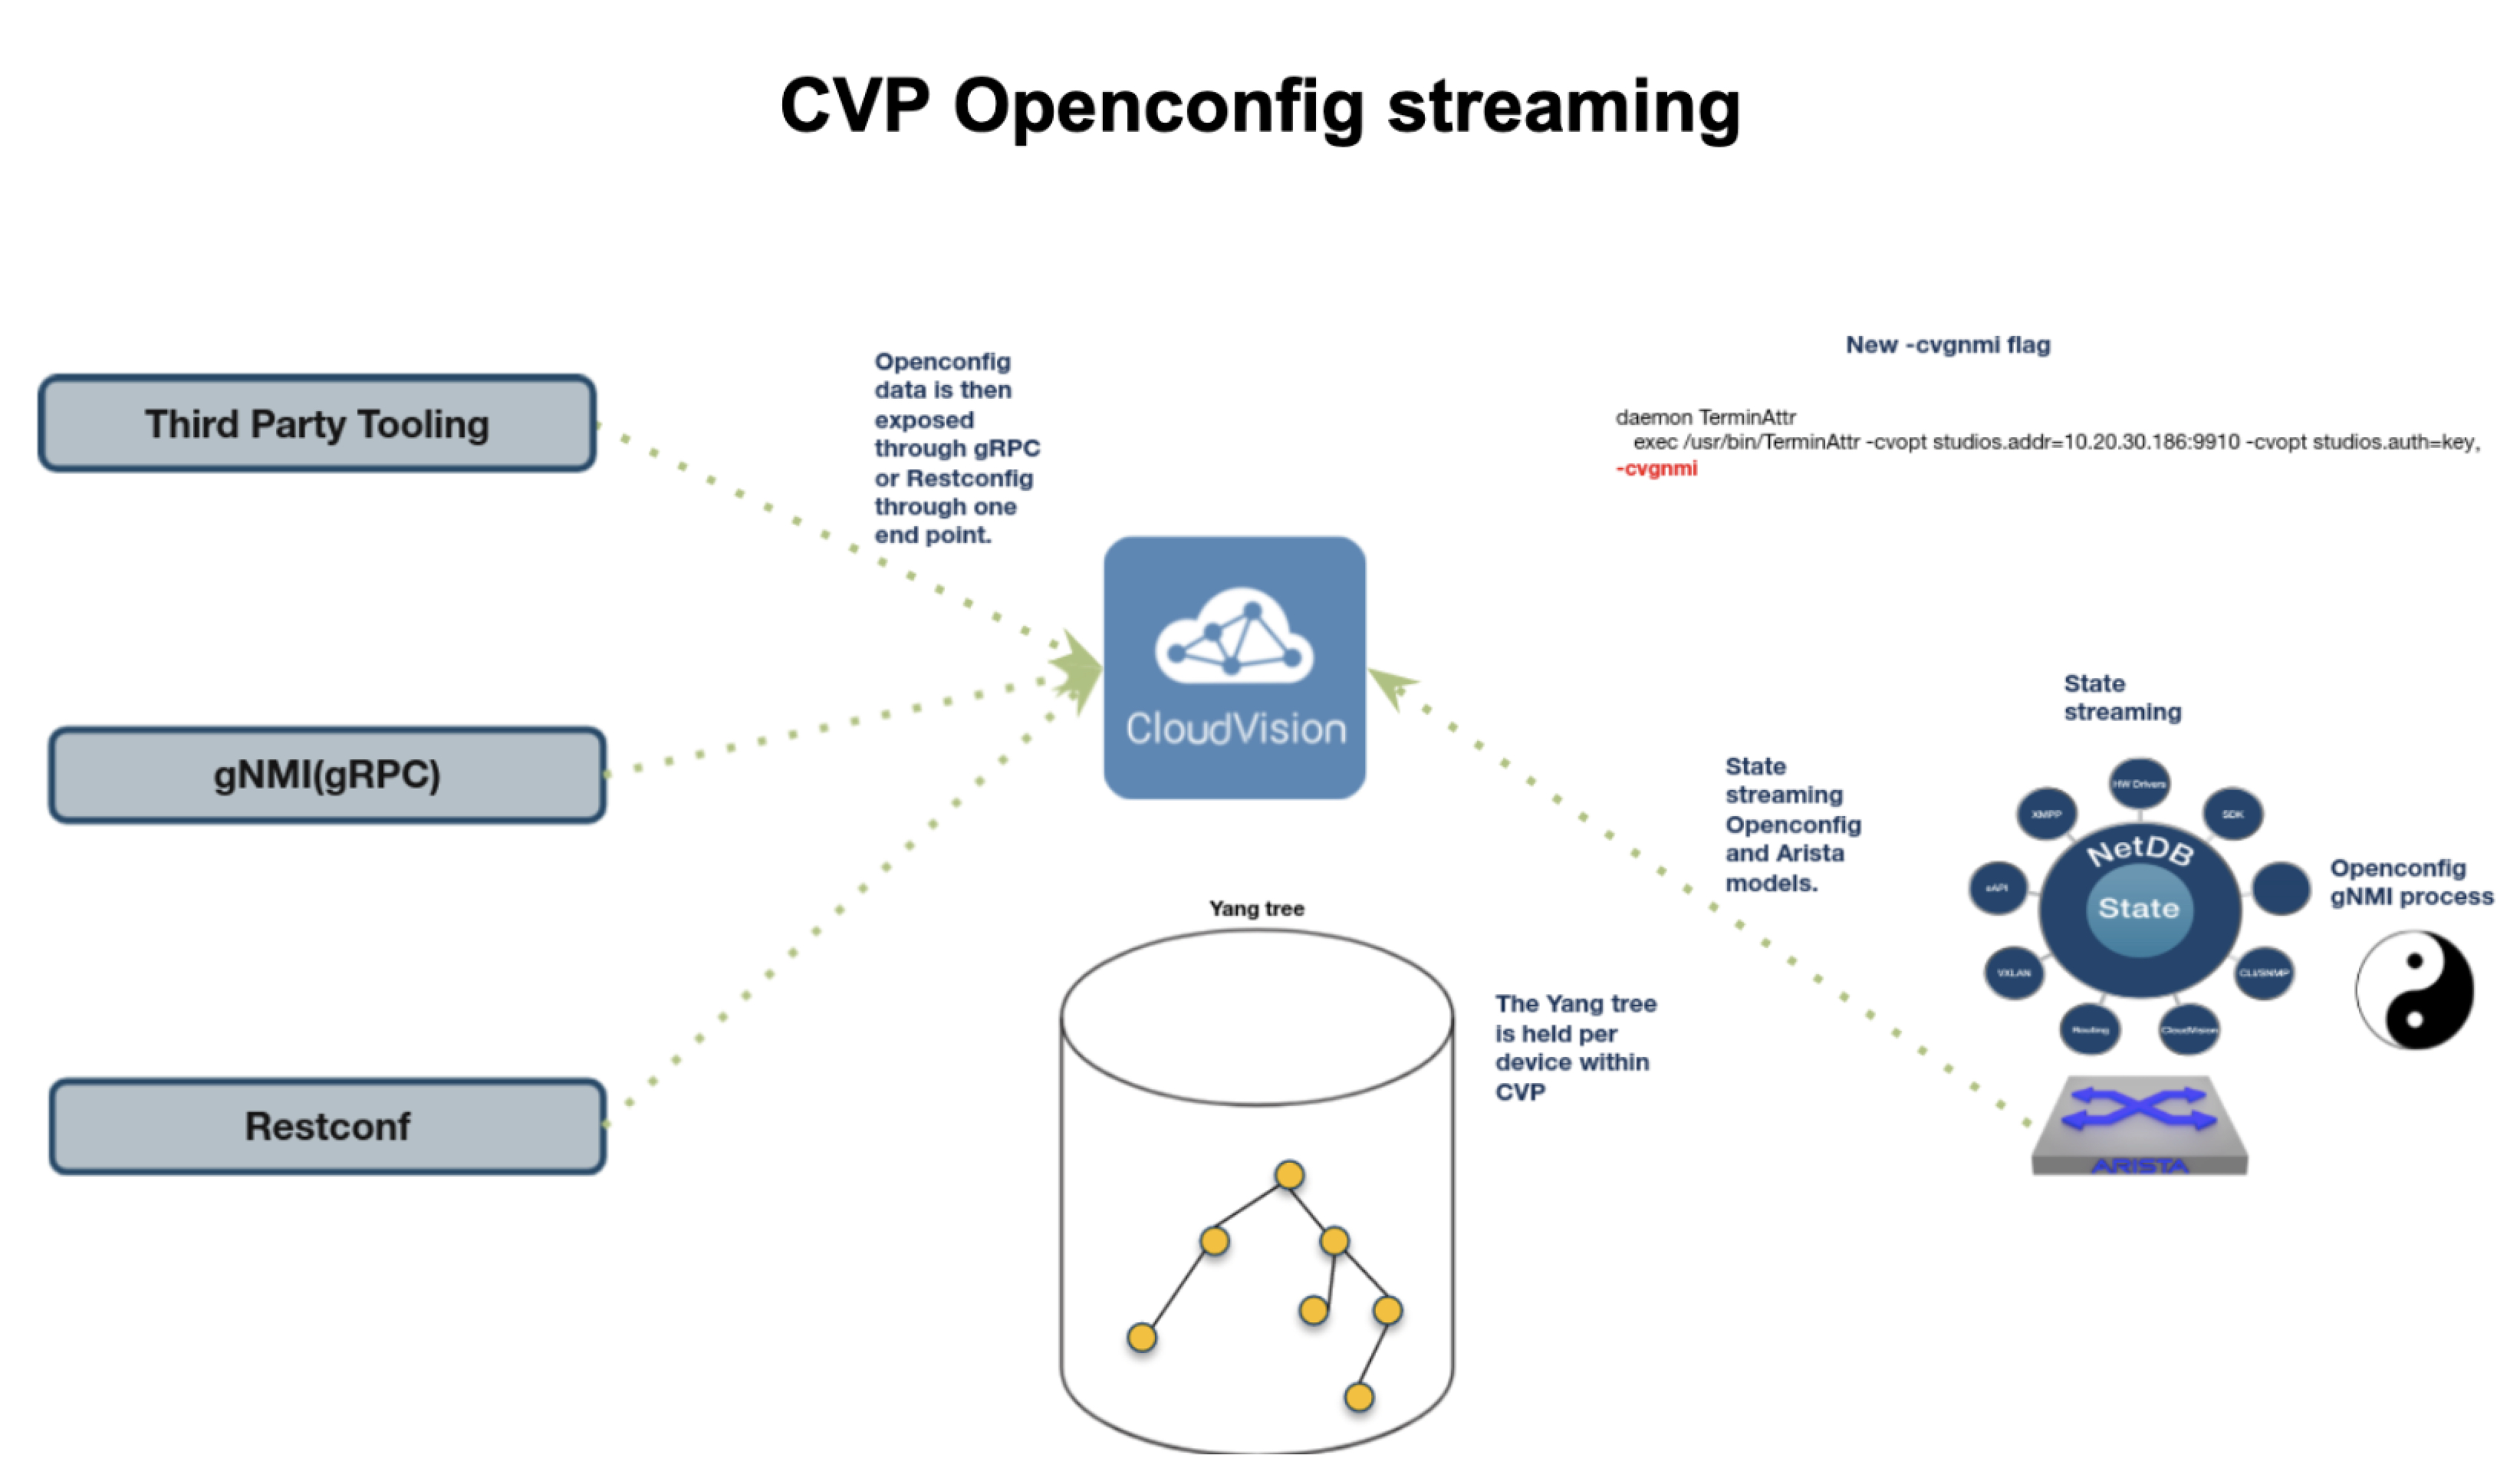 CVP Openconfig streaming
Third Party Tooling
gNMI(gRPC)
Restconf
Openconfig
data is then
exposed
through gRPC
or Restconfig
through one
end point.
CloudVision
Yang tree
The Yang tree
is held per
device within
CVP
New -cvgnmi flag
daemon TerminAttr
exec /usr/bin/TerminAttr -cvopt studios.addr=10.20.30.186:9910 -cvopt studios.auth=key,
-cvgnmi
State
streaming
Openconfig
and Arista
models.
State
streaming
HW Drivers
XMPP
SDK
NetDB
eAPI
State
VXLAN
CLI/SNMP
Routing
CloudVision
Openconfig
gNMI process
ARISTA